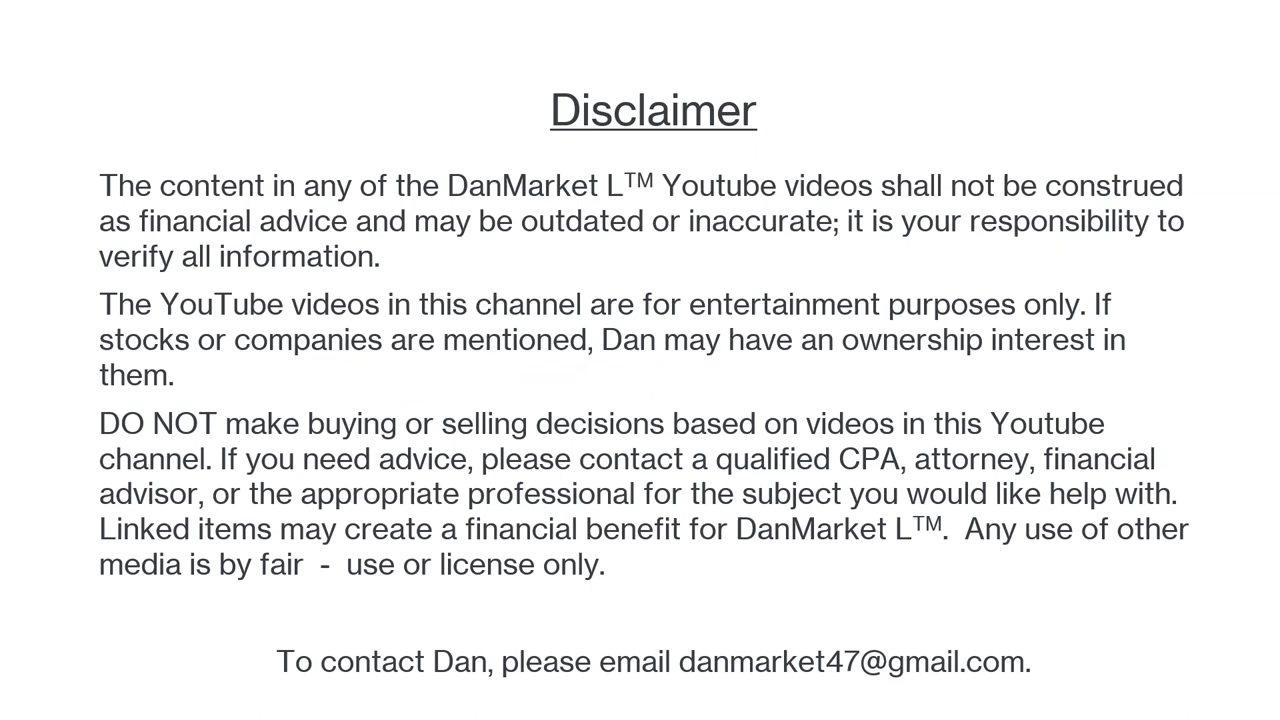 Disclaimer
The content in any of the DanMarket L™ Youtube videos shall not be construed
as financial advice and may be outdated or inaccurate; it is your responsibility to
verify all information.
The YouTube videos in this channel are for entertainment purposes only. If
stocks or companies are mentioned, Dan may have an ownership interest in
them.
DO NOT make buying or selling decisions based on videos in this Youtube
channel. If you need advice, please contact a qualified CPA, attorney, financial
advisor, or the appropriate professional for the subject you would like help with.
Linked items may create a financial benefit for DanMarket L™.  Any use of other
media is by fair  -  use or license only.
To contact Dan, please email danmarket47@gmail.com.